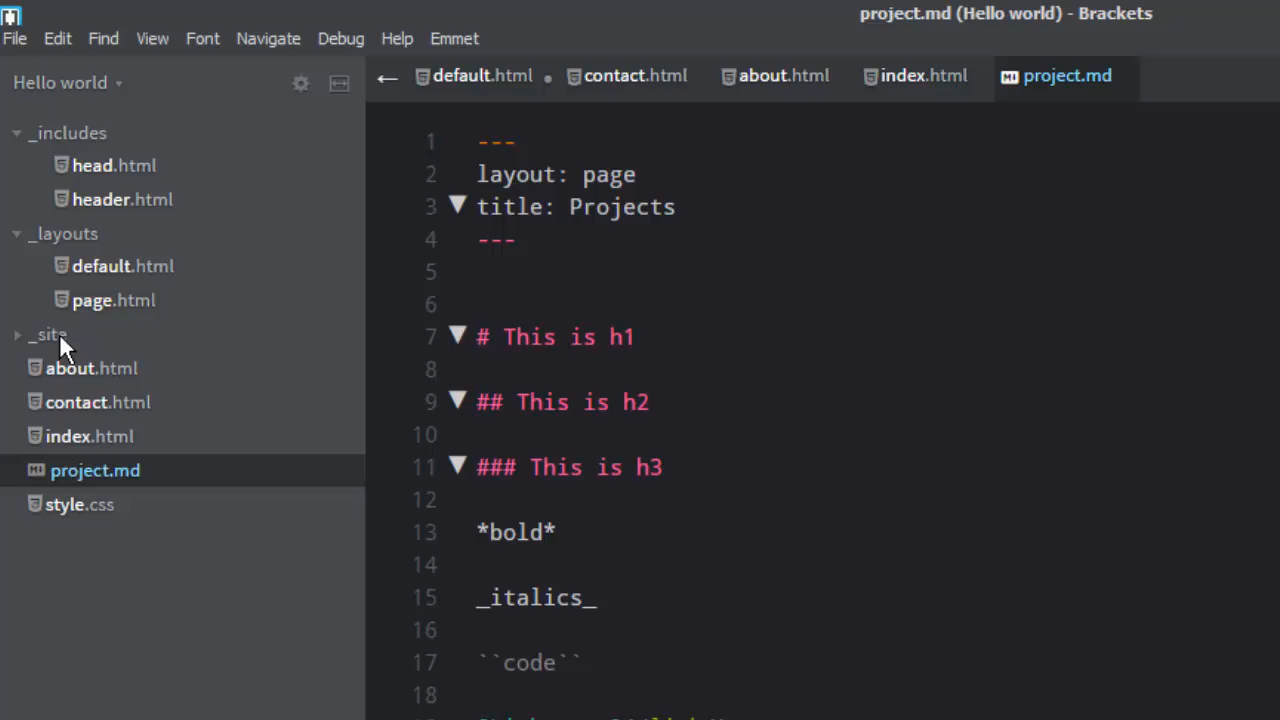 project.md (Hello world) - Brackets
File Edit Find View Font Navigate Debug Help Emmet
Hello world
default.html contact.html about.html index.html project.md
_includes
head.html
header.html
_layouts
default.html
page.html
_site
about.html
contact.html
index.html
project.md
style.css
1 ---
2 layout: page
3 title: Projects
4 ---
5
6
7 # This is h1
8
9 ## This is h2
10
11 ### This is h3
12
13 *bold*
14
15 _italics_
16
17 ``code``
18